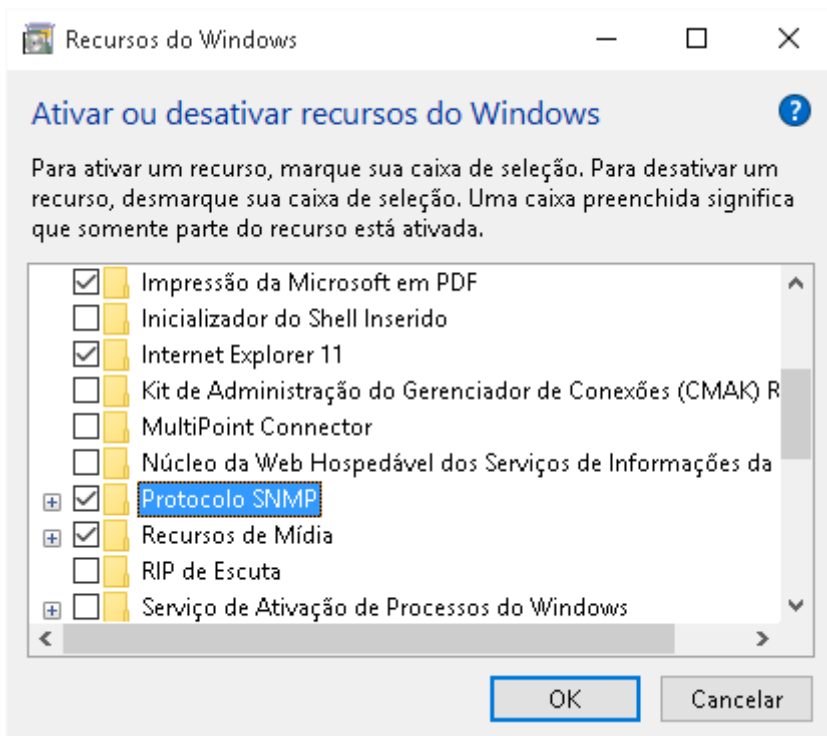 Recursos do Windows
Ativar ou desativar recursos do Windows
Para ativar um recurso, marque sua caixa de seleção. Para desativar um
recurso, desmarque sua caixa de seleção. Uma caixa preenchida significa
que somente parte do recurso está ativada.
Impressão da Microsoft em PDF
Inicializador do Shell Inserido
Internet Explorer 11
Kit de Administração do Gerenciador de Conexões (CMAK) R
MultiPoint Connector
Núcleo da Web Hospedável dos Serviços de Informações da
Protocolo SNMP
Recursos de Mídia
RIP de Escuta
Serviço de Ativação de Processos do Windows
OK
Cancelar